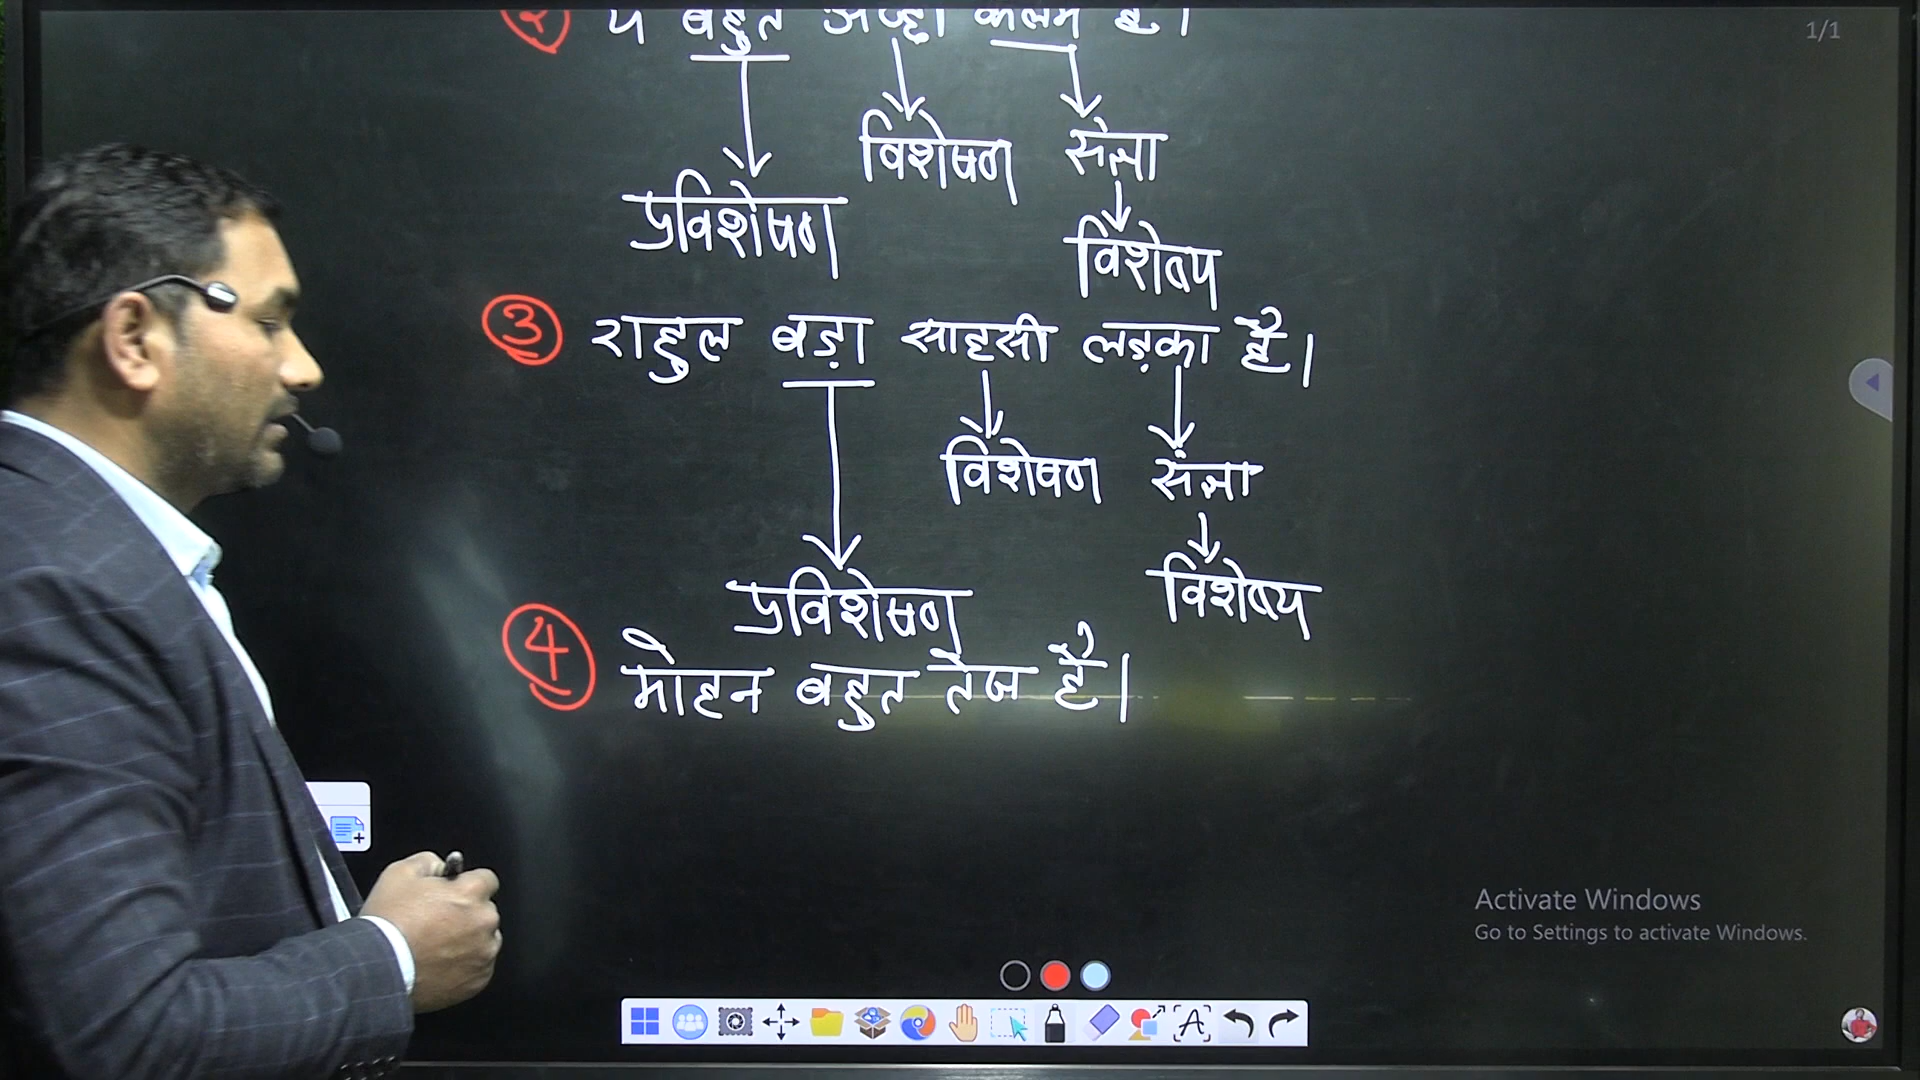 1/1
② ये बहुत अच्छा कलम है।
विशेषण संज्ञा
प्रविशेषण
विशेष्य
③ राहुल बड़ा साहसी लड़का है।
विशेषण संज्ञा
प्रविशेषण विशेष्य
④ मोहन बहुत तेज है।
Activate Windows
Go to Settings to activate Windows.